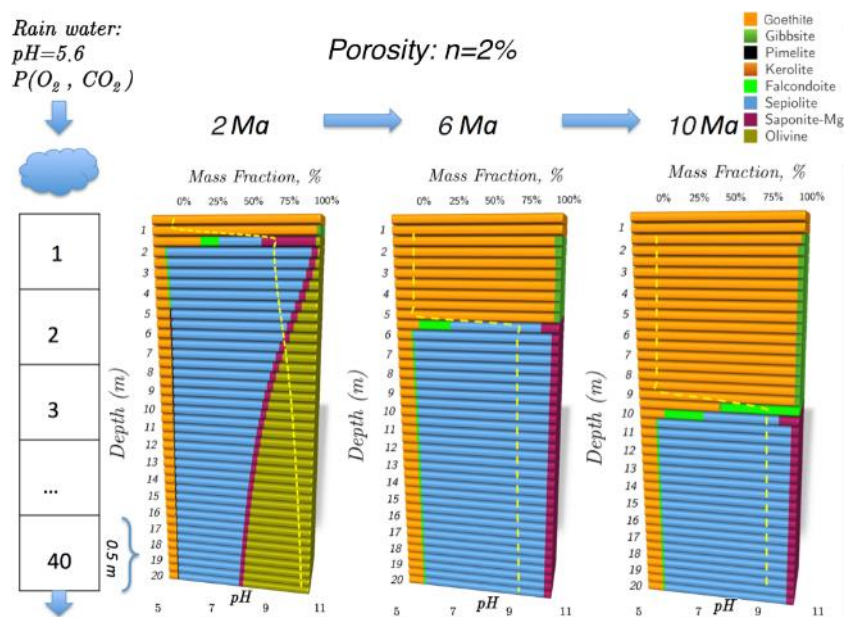 Rain water:
pH=5.6
P(O₂ , CO₂)
Porosity: n=2%
Goethite
Gibbsite
Pimelite
Kerolite
Falcondoite
Sepiolite
Saponite-Mg
Olivine
2 Ma
6 Ma
10 Ma
Mass Fraction, %
0% 25% 50% 75% 100%
Mass Fraction, %
0% 25% 50% 75% 100%
Mass Fraction, %
0% 25% 50% 75% 100%
1
2
3
...
40
0.5 m
Depth (m)
1
2
3
4
5
6
7
8
9
10
11
12
13
14
15
16
17
18
19
20
5 7 pH 9 11
Depth (m)
1
2
3
4
5
6
7
8
9
10
11
12
13
14
15
16
17
18
19
20
5 7 pH 9 11
Depth (m)
1
2
3
4
5
6
7
8
9
10
11
12
13
14
15
16
17
18
19
20
5 7 pH 9 11